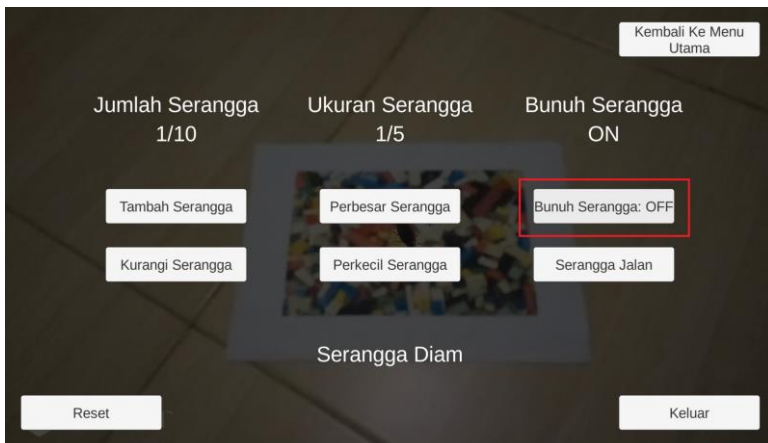 Kembali Ke Menu
Utama
Jumlah Serangga
1/10
Ukuran Serangga
1/5
Bunuh Serangga
ON
Tambah Serangga
Perbesar Serangga
Bunuh Serangga: OFF
Kurangi Serangga
Perkecil Serangga
Serangga Jalan
Serangga Diam
Reset
Keluar